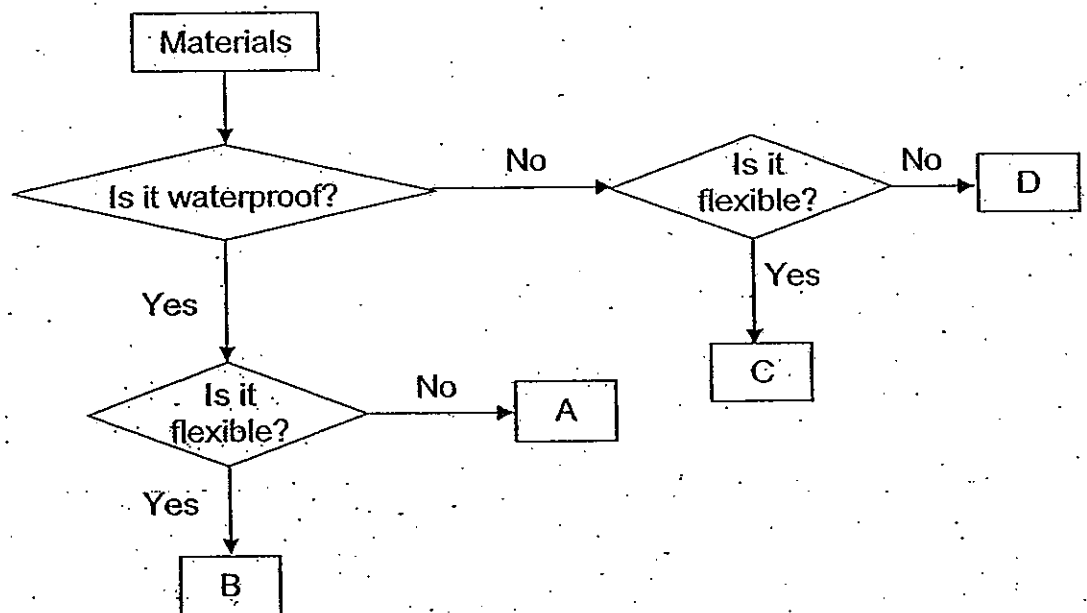 Materials
Is it waterproof?
No
Is it
flexible?
No
D
Yes
C
Yes
Is it
flexible?
No
A
Yes
B